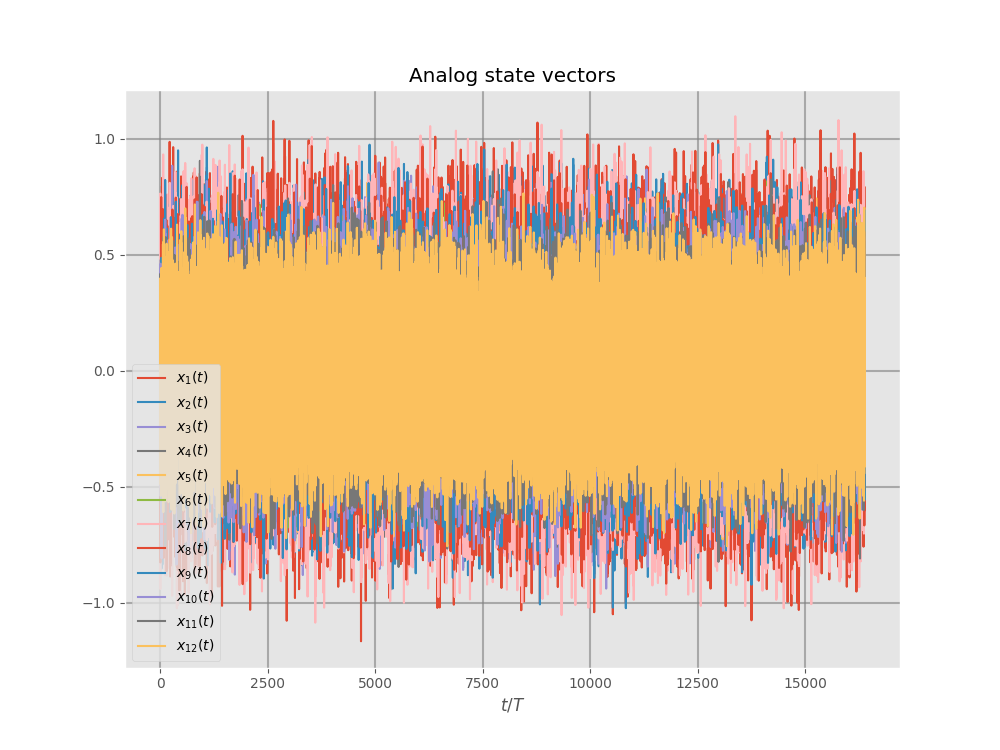 Analog state vectors
1.0
0.5
0.0
−0.5
−1.0
x₁(t)
x₂(t)
x₃(t)
x₄(t)
x₅(t)
x₆(t)
x₇(t)
x₈(t)
x₉(t)
x₁₀(t)
x₁₁(t)
x₁₂(t)
0 2500 5000 7500 10000 12500 15000
t/T